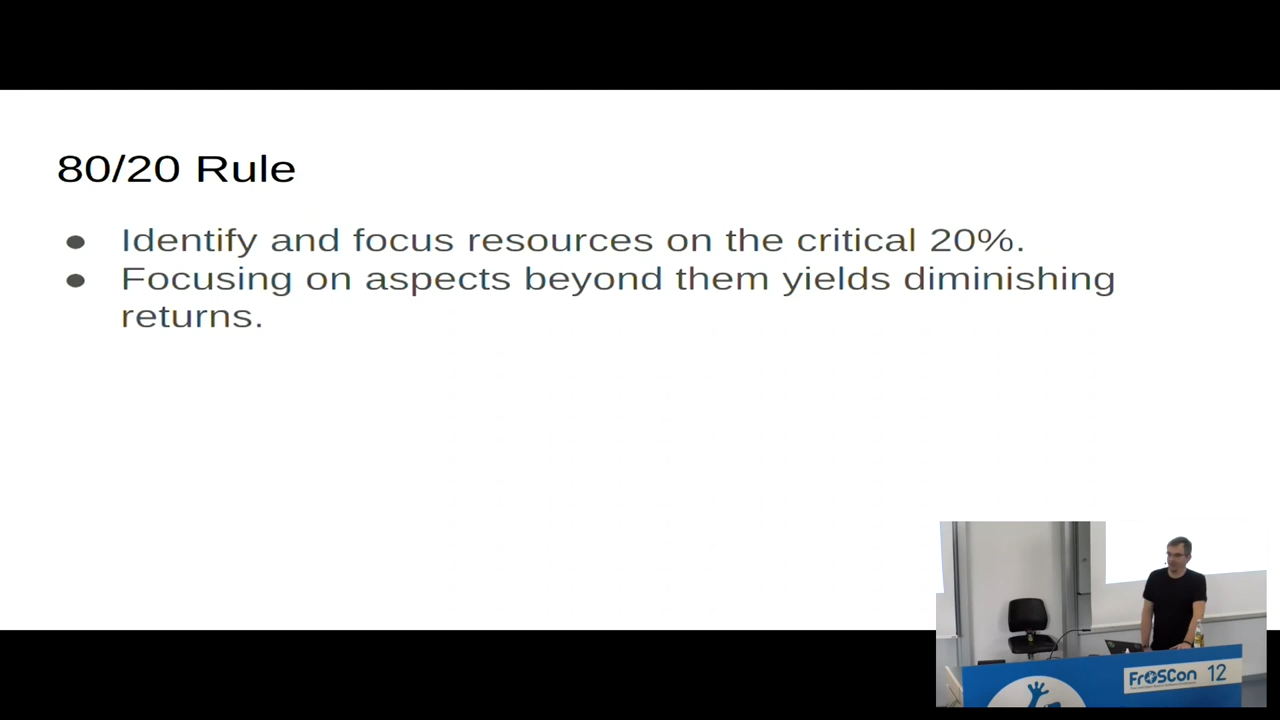 80/20 Rule
● Identify and focus resources on the critical 20%.
● Focusing on aspects beyond them yields diminishing
returns.
FrOSCon 12